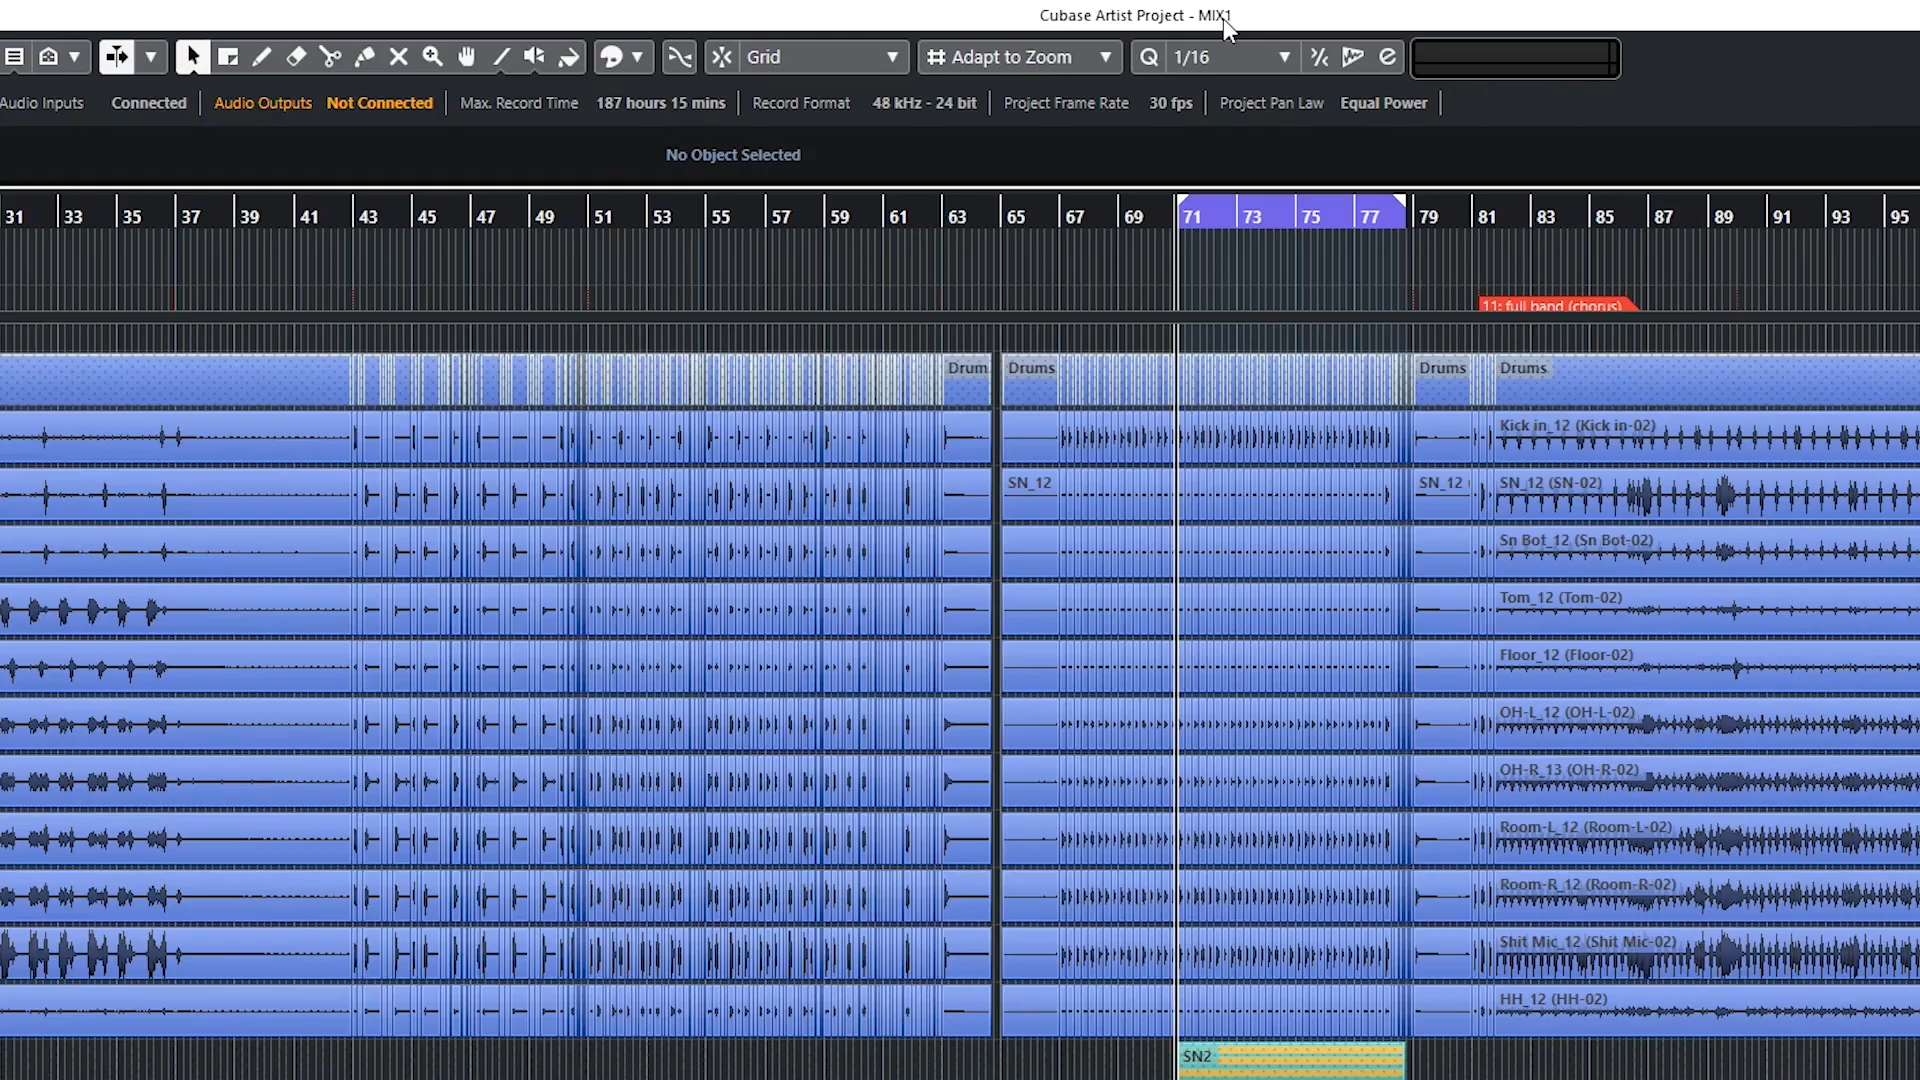 Cubase Artist Project - MIX1
Grid
Adapt to Zoom
Q 1/16
Audio Inputs Connected Audio Outputs Not Connected Max. Record Time 187 hours 15 mins Record Format 48 kHz - 24 bit Project Frame Rate 30 fps Project Pan Law Equal Power
No Object Selected
31 33 35 37 39 41 43 45 47 49 51 53 55 57 59 61 63 65 67 69 71 73 75 77 79 81 83 85 87 89 91 93 95
11: full band (chorus)
Drum Drums Drums Drums
Kick in_12 (Kick in-02)
SN_12 SN_12 SN_12 (SN-02)
Sn Bot_12 (Sn Bot-02)
Tom_12 (Tom-02)
Floor_12 (Floor-02)
OH-L_12 (OH-L-02)
OH-R_13 (OH-R-02)
Room-L_12 (Room-L-02)
Room-R_12 (Room-R-02)
Shit Mic_12 (Shit Mic-02)
HH_12 (HH-02)
SN2